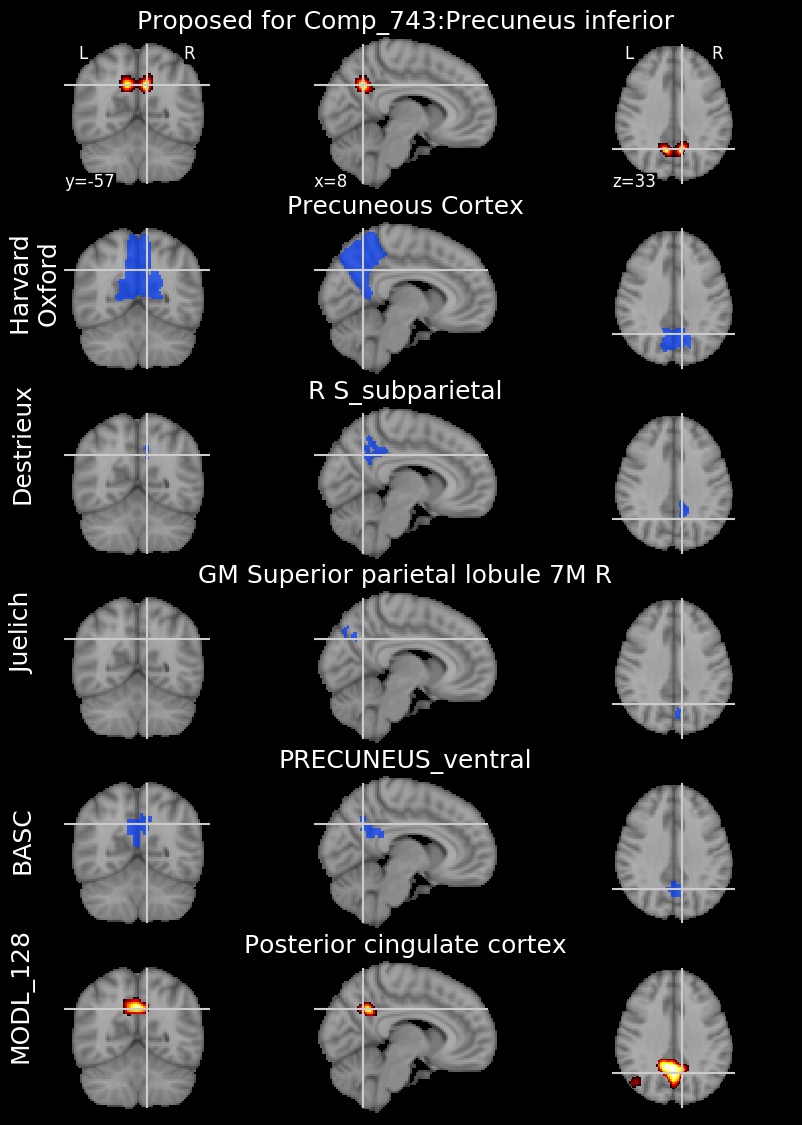 Proposed for Comp_743:Precuneus inferior
L R L R
y=-57 x=8 z=33
Precuneous Cortex
Harvard
Oxford
R S_subparietal
Destrieux
GM Superior parietal lobule 7M R
Juelich
PRECUNEUS_ventral
BASC
Posterior cingulate cortex
MODL_128